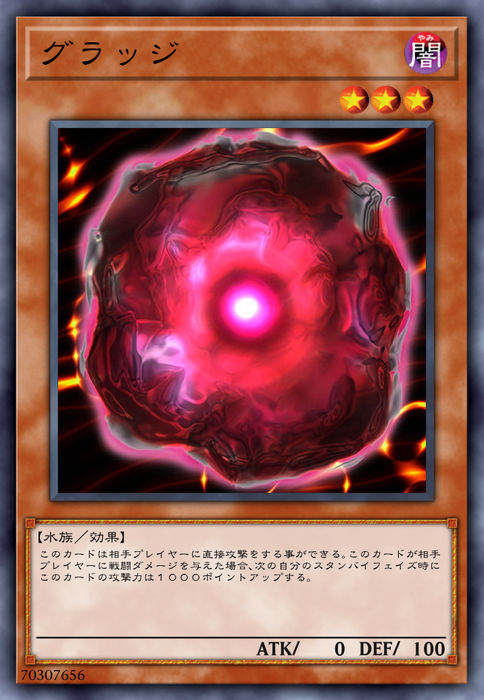 グラッジ
闇
やみ
【水族／効果】
このカードは相手プレイヤーに直接攻撃をする事ができる。このカードが相手
プレイヤーに戦闘ダメージを与えた場合、次の自分のスタンバイフェイズ時に
このカードの攻撃力は１０００ポイントアップする。
ATK/ 0 DEF/ 100
70307656